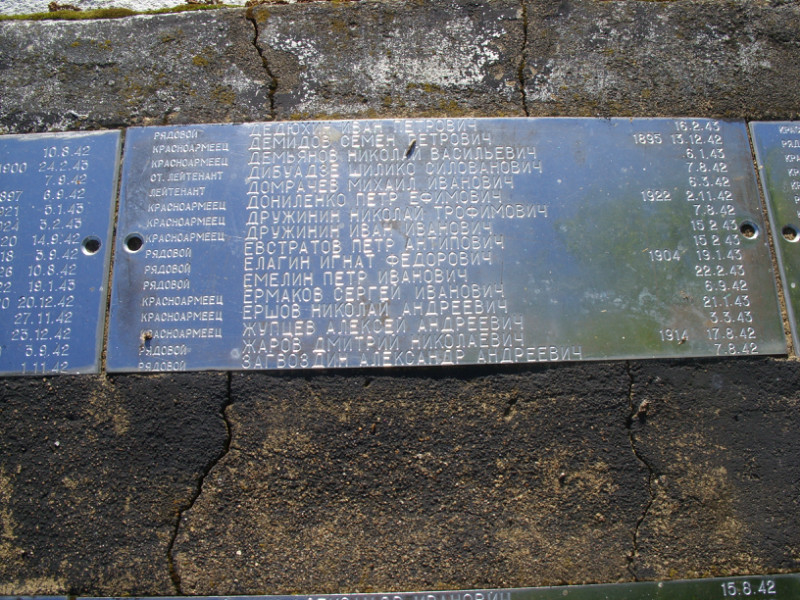 10.8.42
1900 24.1.43
7.9.42
6.9.42
5.1.43
3.2.43
14.9.42
5.9.42
10.8.42
19.1.43
20.12.42
27.11.42
25.12.42
5.9.42
1.11.42
РЯДОВОЙ ИВАН ПЕТРОВИЧ 16.2.43
КРАСНОАРМЕЕЦ ДЕМИДОВ СЕМЕН ПЕТРОВИЧ 1895 13.12.42
КРАСНОАРМЕЕЦ ДЕМЬЯНОВ НИКОЛАЙ ВАСИЛЬЕВИЧ 6.1.43
СТ. ЛЕЙТЕНАНТ ДИБУАДЗЕ ШИЛИКО СИЛОВАНОВИЧ 7.8.42
ЛЕЙТЕНАНТ ДОМРАЧЕВ МИХАИЛ ИВАНОВИЧ 6.3.42
КРАСНОАРМЕЕЦ ДОНИЛЕНКО ПЕТР ЕФИМОВИЧ 1922 2.11.42
КРАСНОАРМЕЕЦ ДРУЖИНИН НИКОЛАЙ ТРОФИМОВИЧ 7.8.42
КРАСНОАРМЕЕЦ ДРУЖИНИН ИВАН ИВАНОВИЧ 15.2.43
РЯДОВОЙ ЕВСТРАТОВ ПЕТР АНТИПОВИЧ 15.2.43
РЯДОВОЙ ЕЛАГИН ИГНАТ ФЕДОРОВИЧ 1904 19.1.43
РЯДОВОЙ ЕМЕЛИН ПЕТР ИВАНОВИЧ 22.2.43
КРАСНОАРМЕЕЦ ЕРМАКОВ СЕРГЕЙ ИВАНОВИЧ 6.9.42
КРАСНОАРМЕЕЦ ЕРШОВ НИКОЛАЙ АНДРЕЕВИЧ 21.1.43
КРАСНОАРМЕЕЦ ЖУПЦЕВ АЛЕКСЕЙ АНДРЕЕВИЧ 3.3.43
РЯДОВОЙ ЖАРОВ ДМИТРИЙ НИКОЛАЕВИЧ 1914 17.8.42
РЯДОВОЙ ЗАГВОЗДИН АЛЕКСАНДР АНДРЕЕВИЧ 7.8.42
ИВАНОВИЧ 15.8.42